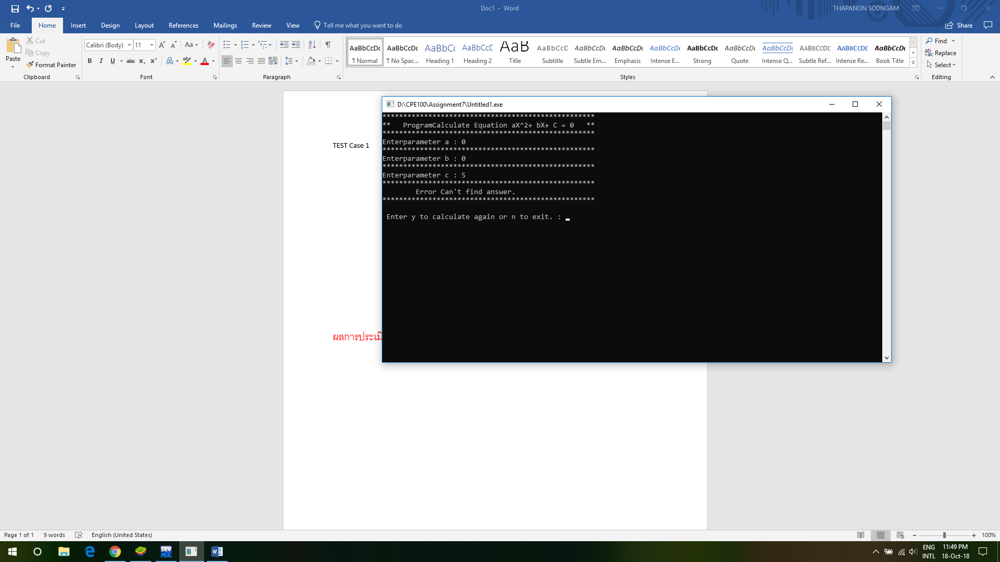 Doc1 - Word
THAPANON SODNGAM
File Home Insert Design Layout References Mailings Review View Tell me what you want to do Share
Paste
Cut
Copy
Format Painter
Clipboard
Calibri (Body) 11
Aa
B I U abc x₂ x²
A A
Font
Paragraph
AaBbCcDc AaBbCcDc AaBbCc AaBbCcD AaB AaBbCcD AaBbCcDc AaBbCcDc AaBbCcDc AaBbCcDc AaBbCcDc AaBbCcDc AABBCCDD AABBCCDD AaBbCcDc
¶ Normal ¶ No Spac... Heading 1 Heading 2 Title Subtitle Subtle Em... Emphasis Intense E... Strong Quote Intense Q... Subtle Ref... Intense Re... Book Title
Styles
Find
Replace
Select
Editing
TEST Case 1
ผลการประเมิ
D:\CPE100\Assignment7\Untitled1.exe
***************************************************
**   ProgramCalculate Equation aX^2+ bX+ C = 0   **
***************************************************
Enterparameter a : 0
***************************************************
Enterparameter b : 0
***************************************************
Enterparameter c : 5
***************************************************
Error Can't find answer.
***************************************************
Enter y to calculate again or n to exit. :
Page 1 of 1 9 words English (United States) 100%
DEV C++
ENG
INTL
11:49 PM
18-Oct-18